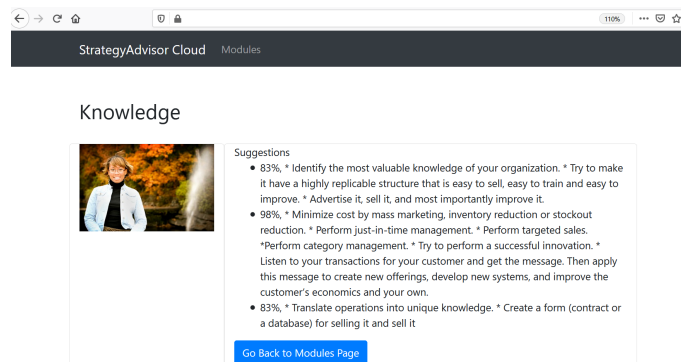 110%
StrategyAdvisor Cloud Modules
Knowledge
Suggestions
• 83%, * Identify the most valuable knowledge of your organization. * Try to make
it have a highly replicable structure that is easy to sell, easy to train and easy to
improve. * Advertise it, sell it, and most importantly improve it.
• 98%, * Minimize cost by mass marketing, inventory reduction or stockout
reduction. * Perform just-in-time management. * Perform targeted sales.
*Perform category management. * Try to perform a successful innovation. *
Listen to your transactions for your customer and get the message. Then apply
this message to create new offerings, develop new systems, and improve the
customer's economics and your own.
• 83%, * Translate operations into unique knowledge. * Create a form (contract or
a database) for selling it and sell it
Go Back to Modules Page